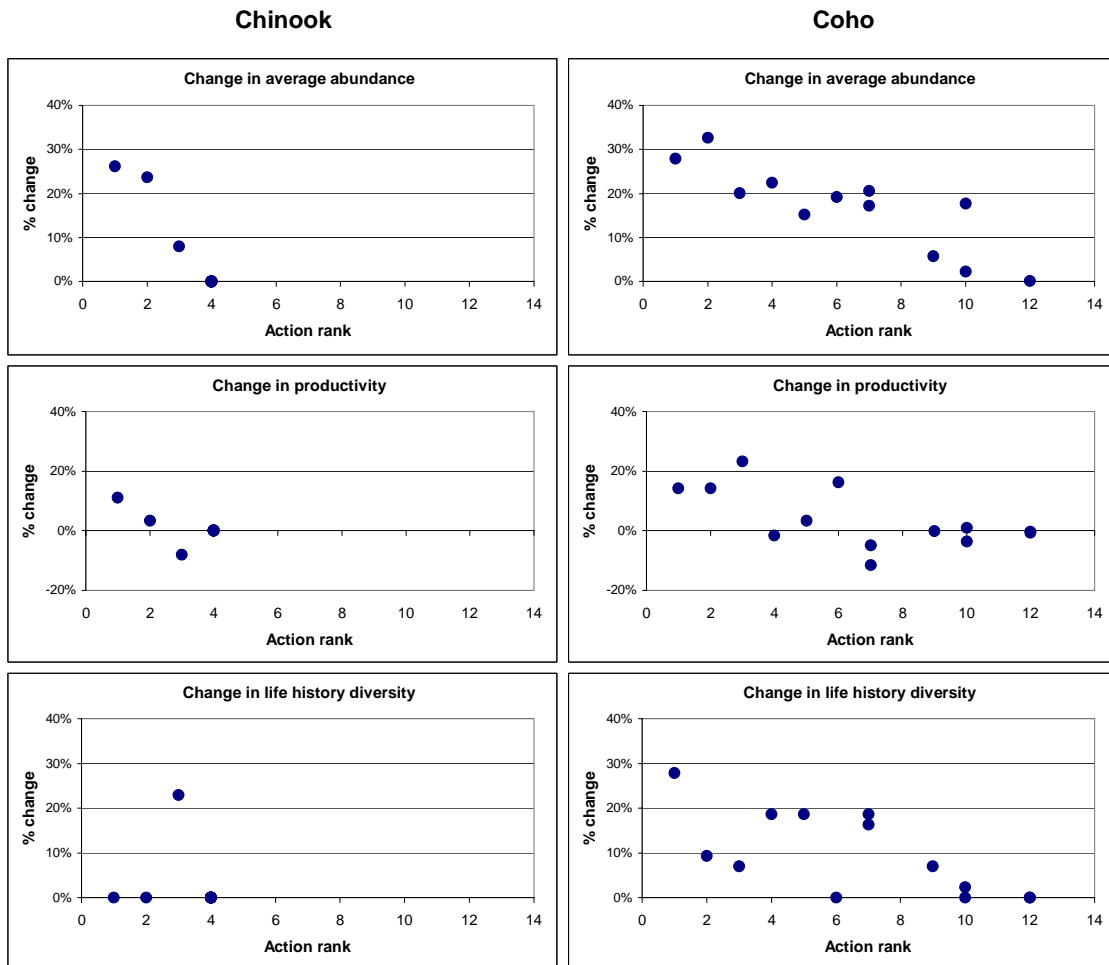 Chinook
Coho
Change in average abundance
40%
30%
20%
10%
0%
% change
0 2 4 6 8 10 12 14
Action rank
Change in average abundance
40%
30%
20%
10%
0%
% change
0 2 4 6 8 10 12 14
Action rank
Change in productivity
40%
20%
0%
-20%
% change
0 2 4 6 8 10 12 14
Action rank
Change in productivity
40%
20%
0%
-20%
% change
0 2 4 6 8 10 12 14
Action rank
Change in life history diversity
40%
30%
20%
10%
0%
% change
0 2 4 6 8 10 12 14
Action rank
Change in life history diversity
40%
30%
20%
10%
0%
% change
0 2 4 6 8 10 12 14
Action rank